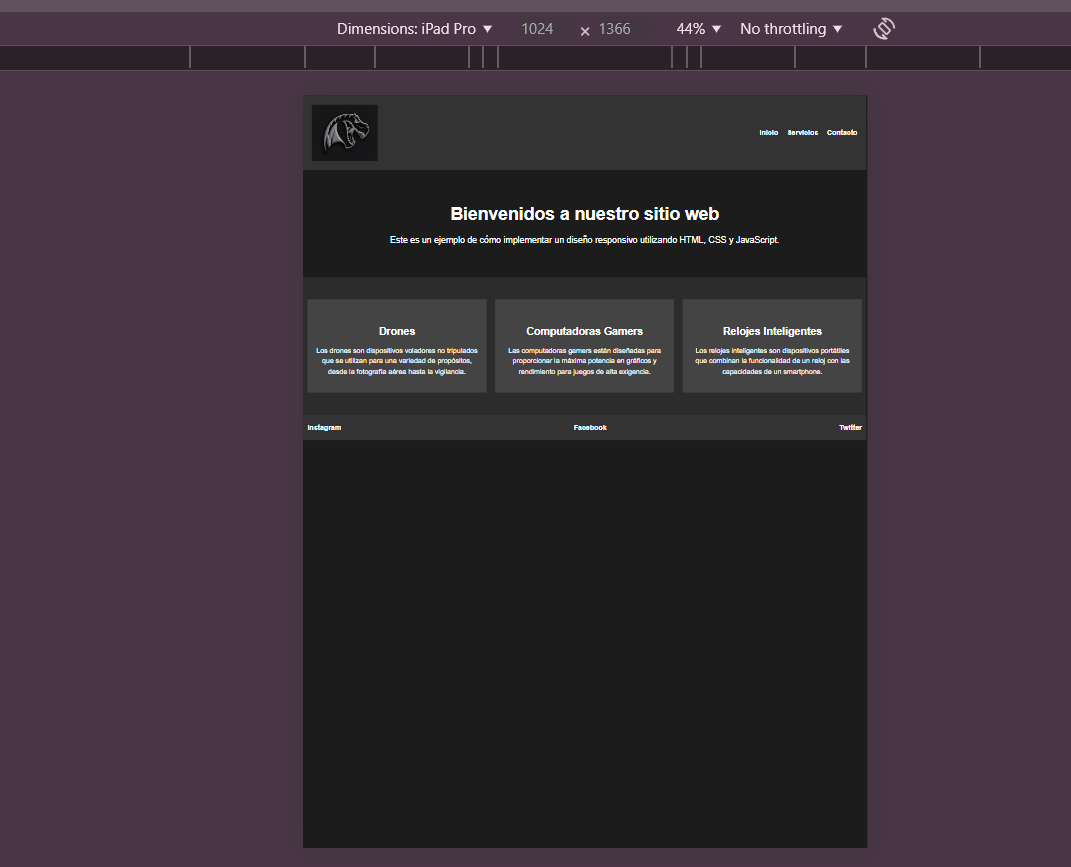 Dimensions: iPad Pro ▼ 1024 × 1366 44% ▼ No throttling ▼
Inicio Servicios Contacto
Bienvenidos a nuestro sitio web
Este es un ejemplo de cómo implementar un diseño responsivo utilizando HTML, CSS y JavaScript.
Drones
Los drones son dispositivos voladores no tripulados
que se utilizan para una variedad de propósitos,
desde la fotografía aérea hasta la vigilancia.
Computadoras Gamers
Las computadoras gamers están diseñadas para
proporcionar la máxima potencia en gráficos y
rendimiento para juegos de alta exigencia.
Relojes Inteligentes
Los relojes inteligentes son dispositivos portátiles
que combinan la funcionalidad de un reloj con las
capacidades de un smartphone.
Instagram Facebook Twitter